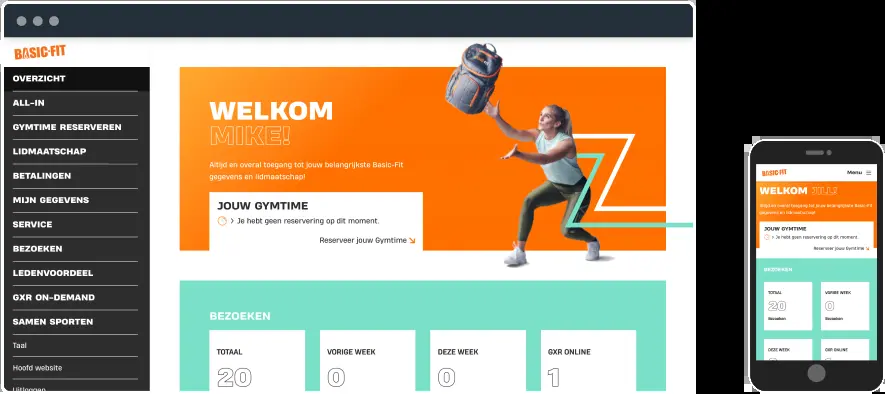 BASIC-FIT
OVERZICHT
ALL-IN
GYMTIME RESERVEREN
LIDMAATSCHAP
BETALINGEN
MIJN GEGEVENS
SERVICE
BEZOEKEN
LEDENVOORDEEL
GXR ON-DEMAND
SAMEN SPORTEN
Taal
Hoofd website
Uitloggen
WELKOM
MIKE!
Altijd en overal toegang tot jouw belangrijkste Basic-Fit
gegevens en lidmaatschap!
JOUW GYMTIME
> Je hebt geen reservering op dit moment.
Reserveer jouw Gymtime
BEZOEKEN
TOTAAL
20
VORIGE WEEK
0
DEZE WEEK
0
GXR ONLINE
1
BASIC-FIT
Menu
WELKOM JILL!
Altijd en overal toegang tot jouw belangrijkste Basic-Fit
gegevens en lidmaatschap!
JOUW GYMTIME
> Je hebt geen reservering op dit moment.
Reserveer jouw Gymtime
BEZOEKEN
TOTAAL
20
Bezoeken
VORIGE WEEK
0
Bezoeken
DEZE WEEK
GXR ONLINE